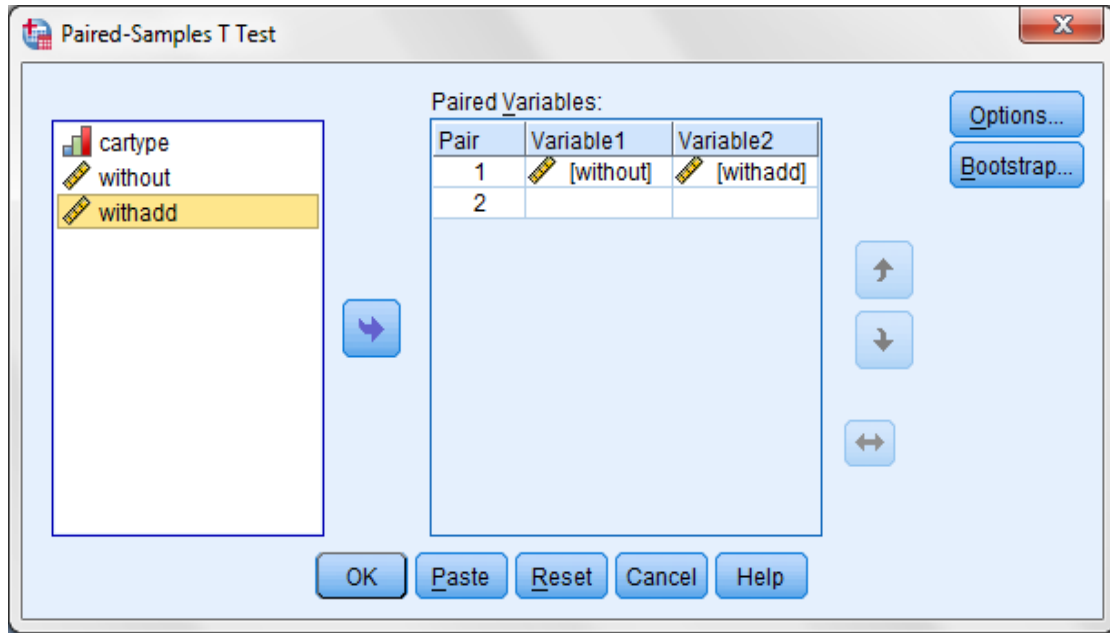 Paired-Samples T Test
X
cartype
without
withadd
Paired Variables:
Pair Variable1 Variable2
1 [without] [withadd]
2
Options...
Bootstrap...
OK Paste Reset Cancel Help